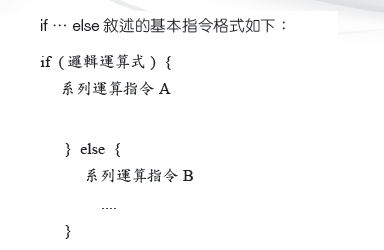 if … else 敘述的基本指令格式如下：
if ( 邏輯運算式 ) {
系列運算指令 A
} else {
系列運算指令 B
....
}